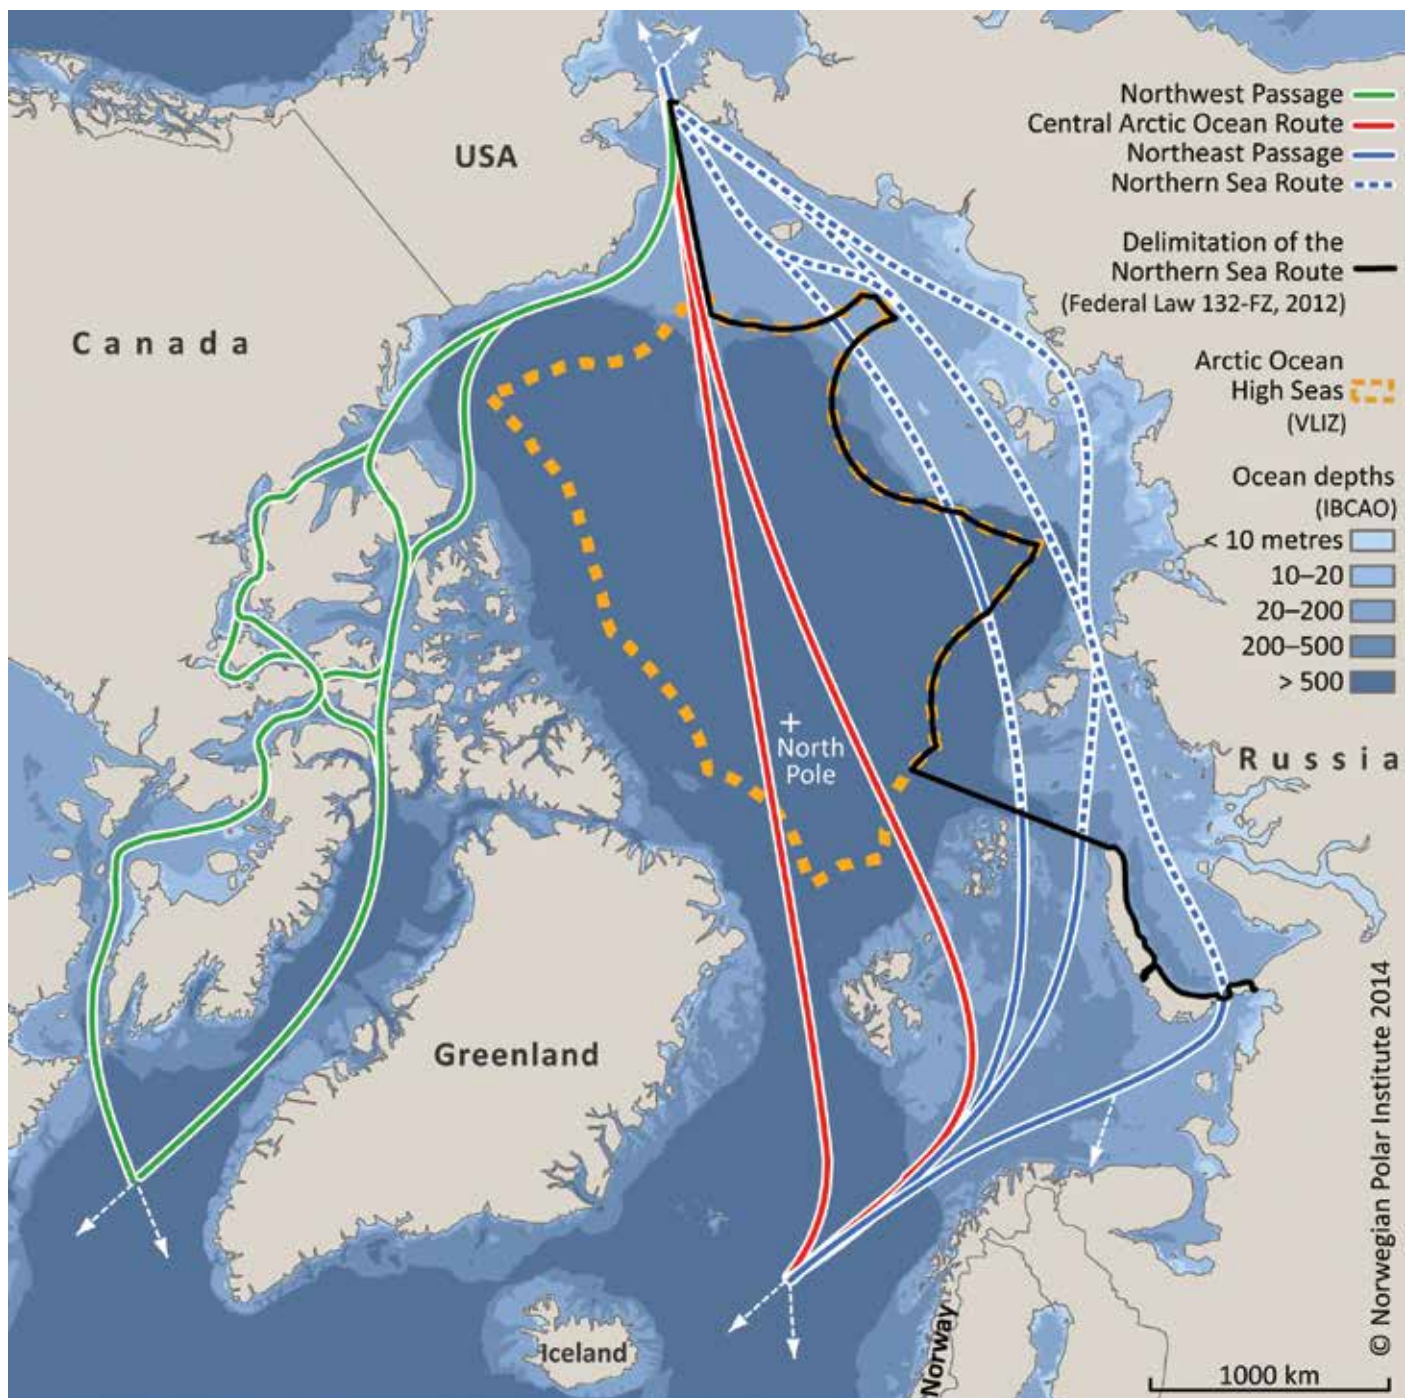 Northwest Passage
Central Arctic Ocean Route
Northeast Passage
Northern Sea Route
Delimitation of the
Northern Sea Route
(Federal Law 132-FZ, 2012)
Arctic Ocean
High Seas
(VLIZ)
Ocean depths
(IBCAO)
< 10 metres
10–20
20–200
200–500
> 500
USA
Canada
+
North
Pole
Russia
Greenland
Iceland
Norway
1000 km
© Norwegian Polar Institute 2014